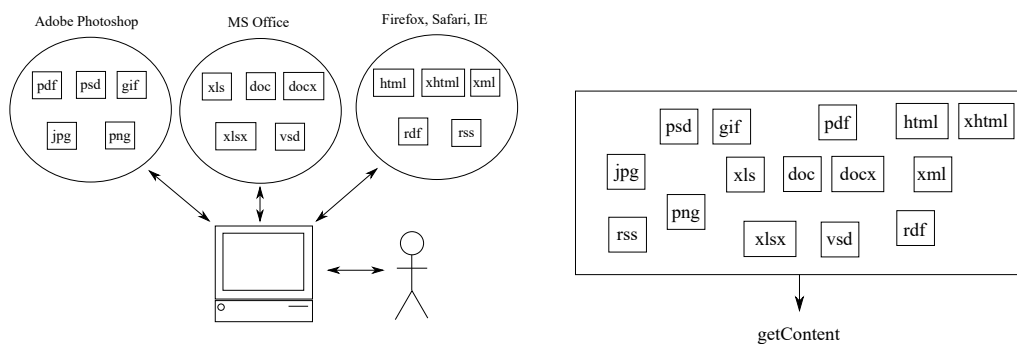 Adobe Photoshop
MS Office
Firefox, Safari, IE
pdf psd gif
jpg png
xls doc docx
xlsx vsd
html xhtml xml
rdf rss
psd gif pdf html xhtml
jpg xls doc docx xml
png
rss xlsx vsd rdf
getContent